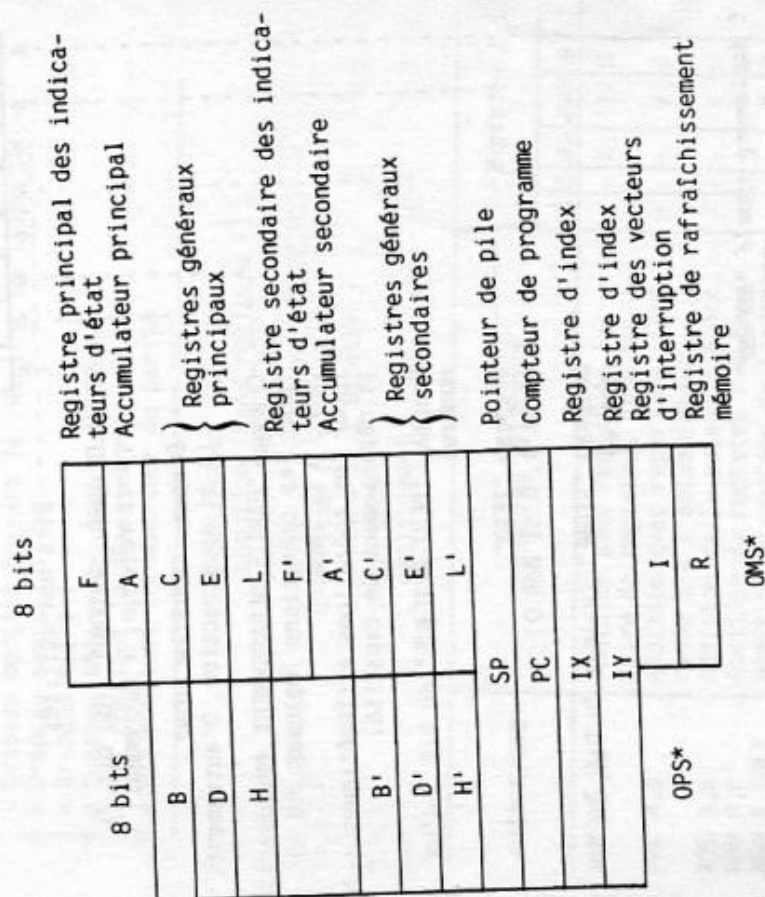 8 bits
8 bits
F
Registre principal des indica-
teurs d'état
A
Accumulateur principal
B
C
D
E
Registres généraux
principaux
H
L
F'
Registre secondaire des indica-
teurs d'état
A'
Accumulateur secondaire
B'
C'
D'
E'
Registres généraux
secondaires
H'
L'
SP
Pointeur de pile
PC
Compteur de programme
IX
Registre d'index
IY
Registre d'index
I
Registre des vecteurs
d'interruption
R
Registre de rafraîchissement
mémoire
OPS*
OMS*